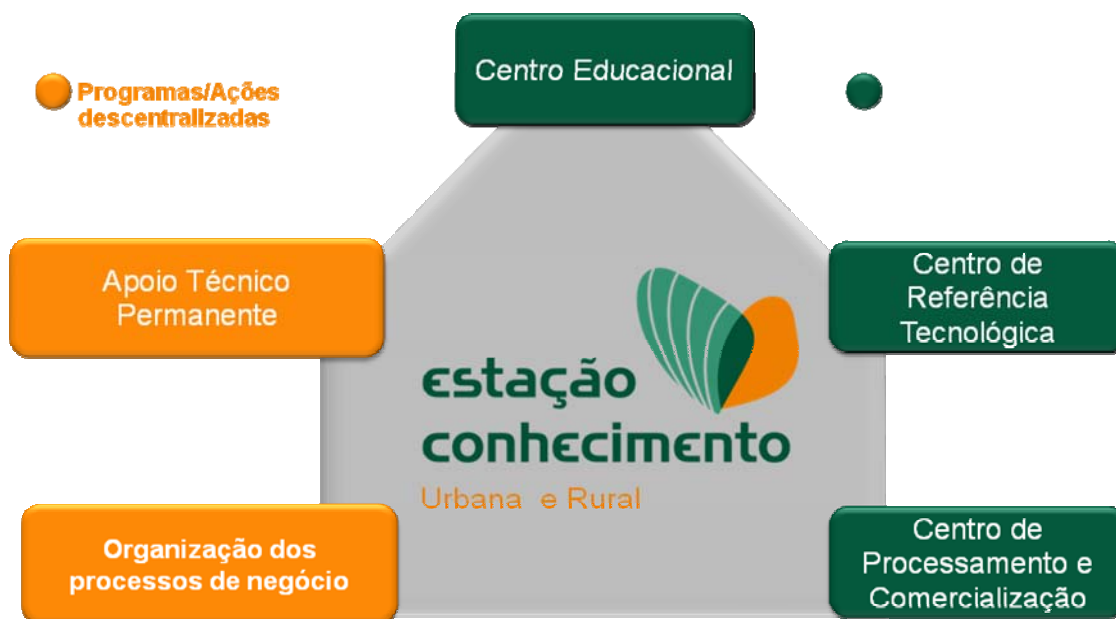 Centro Educacional
Programas/Ações
descentralizadas
Apoio Técnico
Permanente
Centro de
Referência
Tecnológica
estação
conhecimento
Urbana e Rural
Organização dos
processos de negócio
Centro de
Processamento e
Comercialização